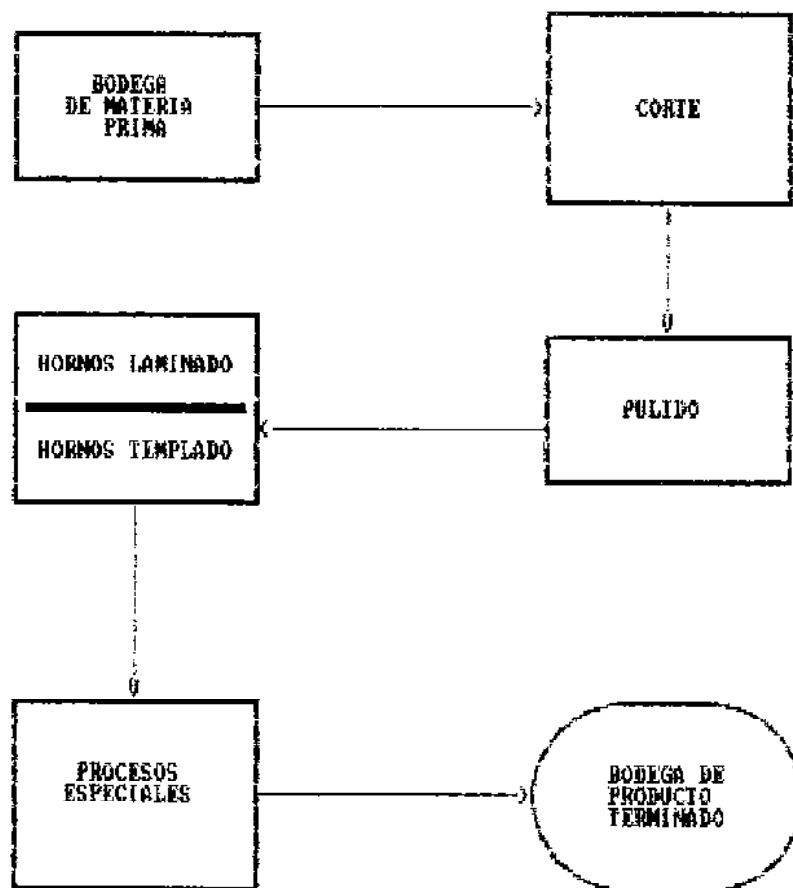 BODEGA
DE MATERIA
PRIMA
CORTE
HORNOS LAMINADO
HORNOS TEMPLADO
PULIDO
PROCESOS
ESPECIALES
BODEGA DE
PRODUCTO
TERMINADO